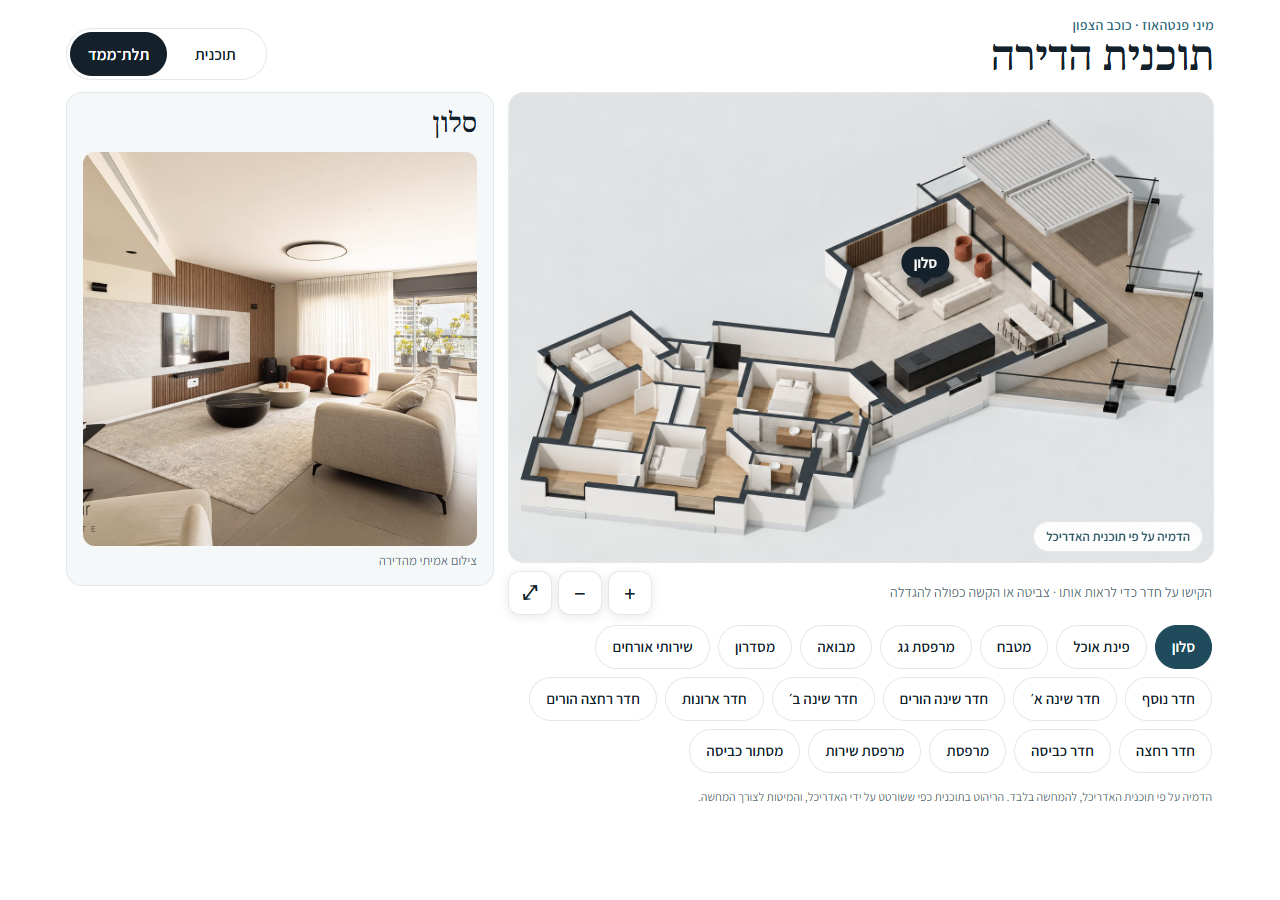 מיני פנטהאוז · כוכב הצפון
תוכנית הדירה
תוכנית
תלת־ממד
סלון
הדמיה על פי תוכנית האדריכל
סלון
צילום אמיתי מהדירה
הקישו על חדר כדי לראות אותו · צביטה או הקשה כפולה להגדלה
+
−
סלון
פינת אוכל
מטבח
מרפסת גג
מבואה
מסדרון
שירותי אורחים
חדר נוסף
חדר שינה א׳
חדר שינה הורים
חדר שינה ב׳
חדר ארונות
חדר רחצה הורים
חדר רחצה
חדר כביסה
מרפסת
מרפסת שירות
מסתור כביסה
הדמיה על פי תוכנית האדריכל, להמחשה בלבד. הריהוט בתוכנית כפי ששורטט על ידי האדריכל, והמיטות לצורך המחשה.